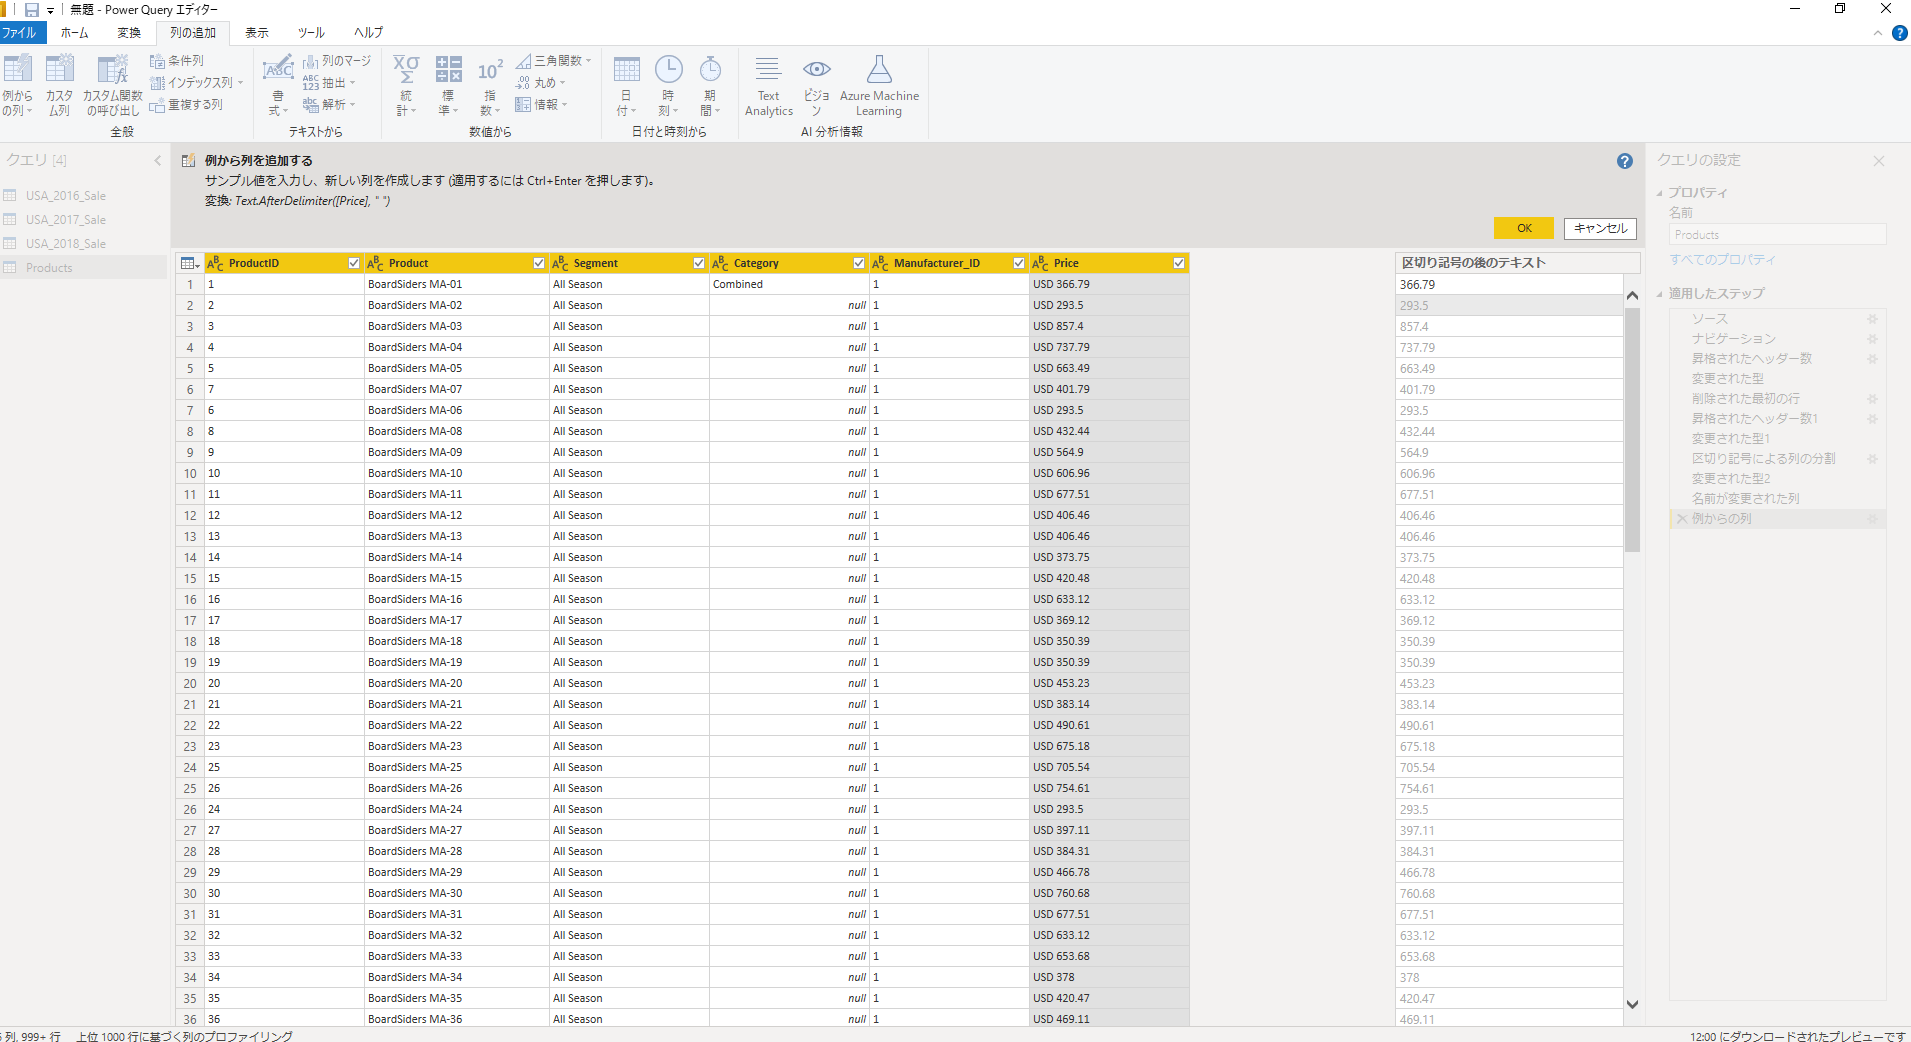 無題 - Power Query エディター
ファイル ホーム 変換 列の追加 表示 ツール ヘルプ
例から
の列
カスタ
ム列
カスタム関数
の呼び出し
条件列
インデックス列
重複する列
全般
書
式
列のマージ
抽出
解析
テキストから
統
計
標
準
指
数
三角関数
丸め
情報
数値から
日
付
時
刻
期
間
日付と時刻から
Text
Analytics
ビジョ
ン
Azure Machine
Learning
AI 分析情報
クエリ [4]
USA_2016_Sale
USA_2017_Sale
USA_2018_Sale
Products
例から列を追加する
サンプル値を入力し、新しい列を作成します (適用するには Ctrl+Enter を押します)。
変換: Text.AfterDelimiter([Price], " ")
OK キャンセル
ProductID Product Segment Category Manufacturer_ID Price 区切り記号の後のテキスト
1 1 BoardSiders MA-01 All Season Combined 1 USD 366.79 366.79
2 2 BoardSiders MA-02 All Season null 1 USD 293.5 293.5
3 3 BoardSiders MA-03 All Season null 1 USD 857.4 857.4
4 4 BoardSiders MA-04 All Season null 1 USD 737.79 737.79
5 5 BoardSiders MA-05 All Season null 1 USD 663.49 663.49
6 7 BoardSiders MA-07 All Season null 1 USD 401.79 401.79
7 6 BoardSiders MA-06 All Season null 1 USD 293.5 293.5
8 8 BoardSiders MA-08 All Season null 1 USD 432.44 432.44
9 9 BoardSiders MA-09 All Season null 1 USD 564.9 564.9
10 10 BoardSiders MA-10 All Season null 1 USD 606.96 606.96
11 11 BoardSiders MA-11 All Season null 1 USD 677.51 677.51
12 12 BoardSiders MA-12 All Season null 1 USD 406.46 406.46
13 13 BoardSiders MA-13 All Season null 1 USD 406.46 406.46
14 14 BoardSiders MA-14 All Season null 1 USD 373.75 373.75
15 15 BoardSiders MA-15 All Season null 1 USD 420.48 420.48
16 16 BoardSiders MA-16 All Season null 1 USD 633.12 633.12
17 17 BoardSiders MA-17 All Season null 1 USD 369.12 369.12
18 18 BoardSiders MA-18 All Season null 1 USD 350.39 350.39
19 19 BoardSiders MA-19 All Season null 1 USD 350.39 350.39
20 20 BoardSiders MA-20 All Season null 1 USD 453.23 453.23
21 21 BoardSiders MA-21 All Season null 1 USD 383.14 383.14
22 22 BoardSiders MA-22 All Season null 1 USD 490.61 490.61
23 23 BoardSiders MA-23 All Season null 1 USD 675.18 675.18
24 25 BoardSiders MA-25 All Season null 1 USD 705.54 705.54
25 26 BoardSiders MA-26 All Season null 1 USD 754.61 754.61
26 24 BoardSiders MA-24 All Season null 1 USD 293.5 293.5
27 27 BoardSiders MA-27 All Season null 1 USD 397.11 397.11
28 28 BoardSiders MA-28 All Season null 1 USD 384.31 384.31
29 29 BoardSiders MA-29 All Season null 1 USD 466.78 466.78
30 30 BoardSiders MA-30 All Season null 1 USD 760.68 760.68
31 31 BoardSiders MA-31 All Season null 1 USD 677.51 677.51
32 32 BoardSiders MA-32 All Season null 1 USD 633.12 633.12
33 33 BoardSiders MA-33 All Season null 1 USD 653.68 653.68
34 34 BoardSiders MA-34 All Season null 1 USD 378 378
35 35 BoardSiders MA-35 All Season null 1 USD 420.47 420.47
36 36 BoardSiders MA-36 All Season null 1 USD 469.11 469.11
クエリの設定
プロパティ
名前
Products
すべてのプロパティ
適用したステップ
ソース
ナビゲーション
昇格されたヘッダー数
変更された型
削除された最初の行
昇格されたヘッダー数1
変更された型1
区切り記号による列の分割
変更された型2
名前が変更された列
例からの列
列, 999+ 行 上位 1000 行に基づく列のプロファイリング
12:00 にダウンロードされたプレビューです